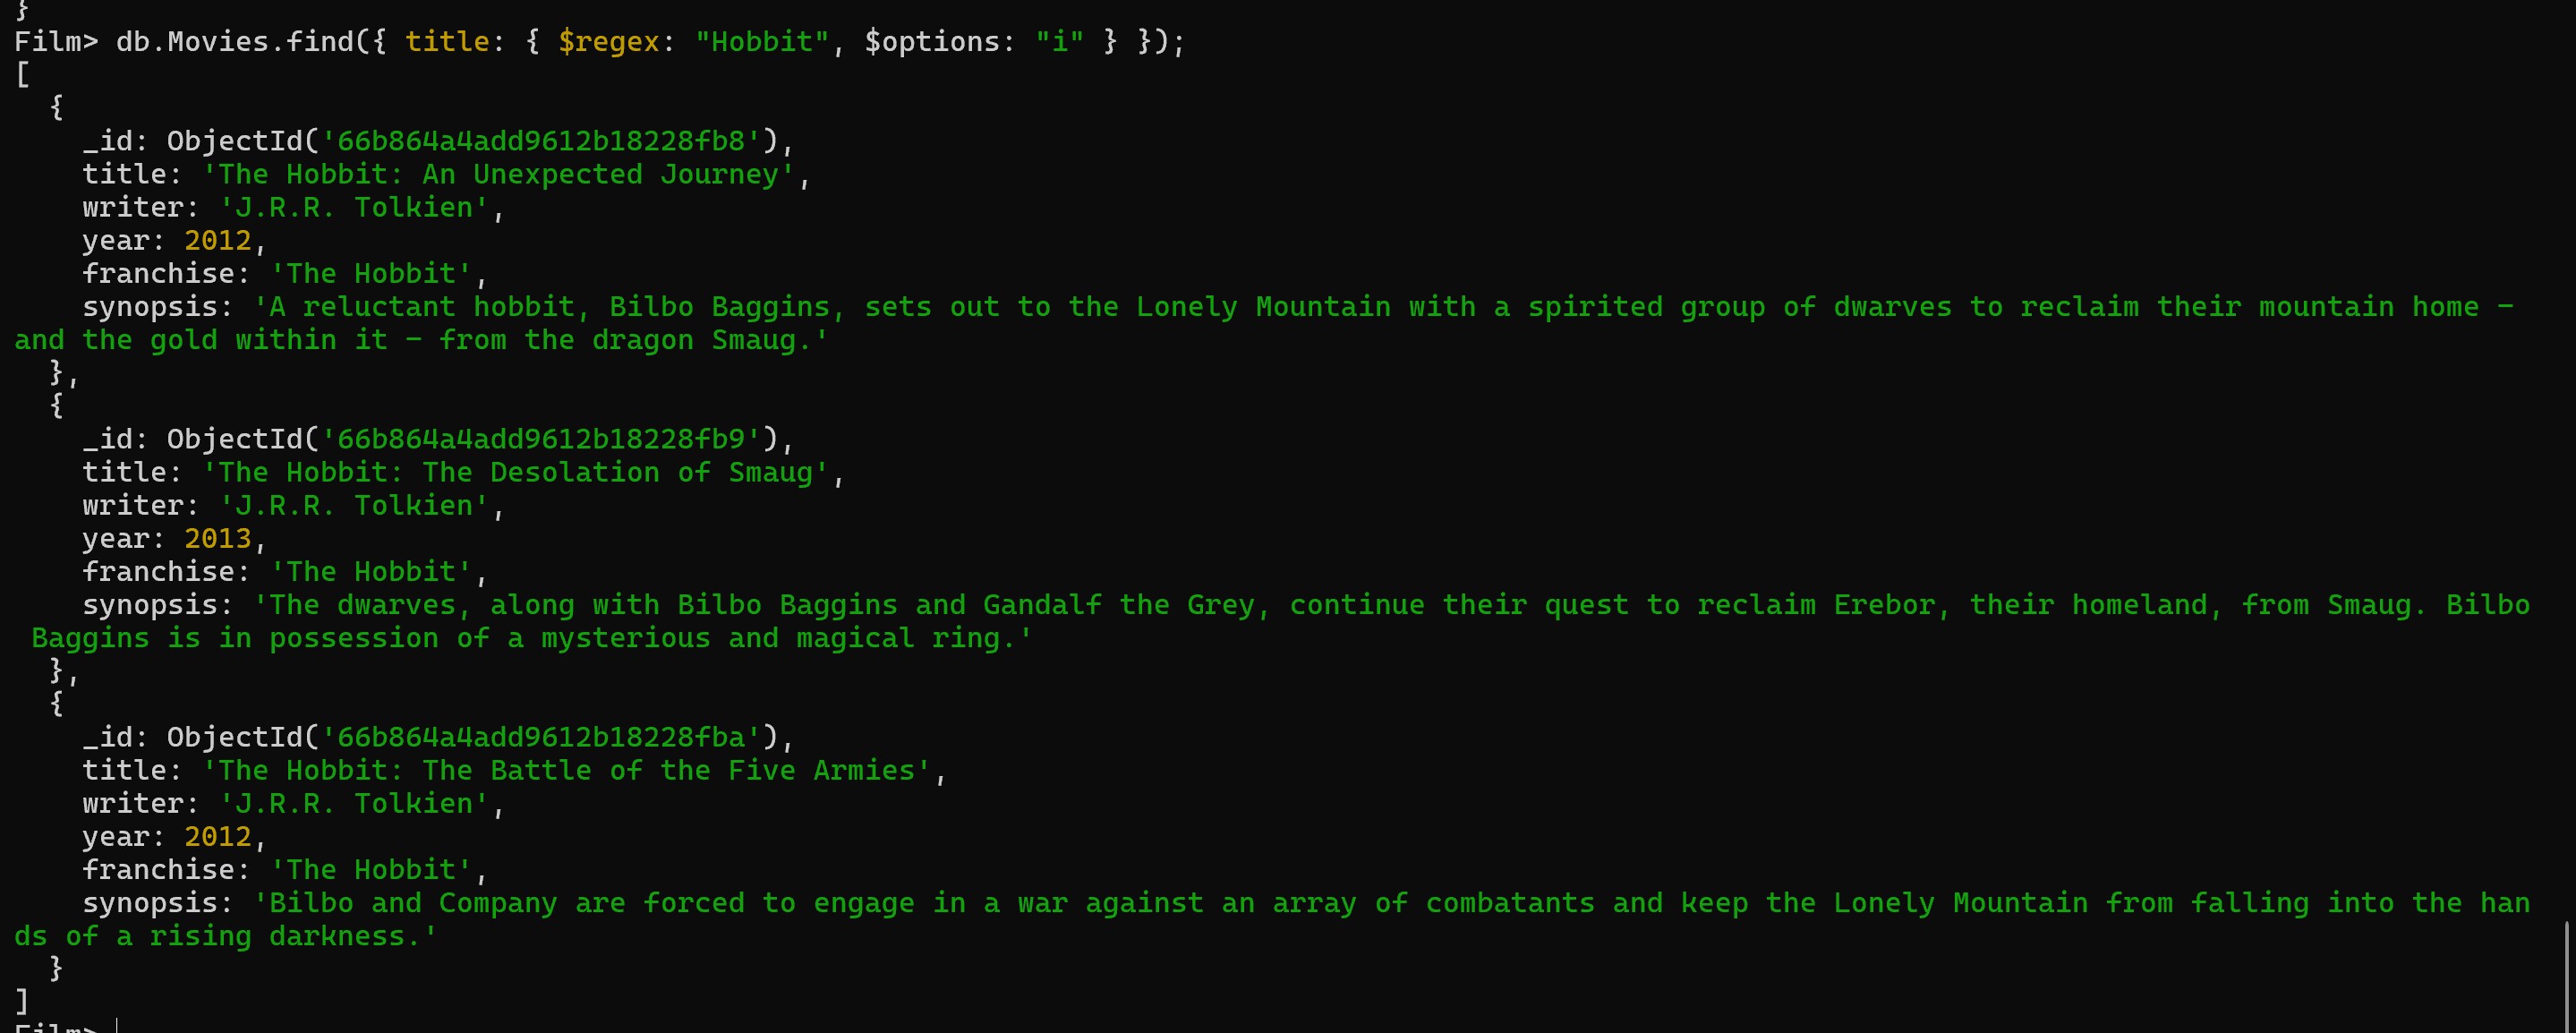 }
Film> db.Movies.find({ title: { $regex: "Hobbit", $options: "i" } });
[
  {
    _id: ObjectId('66b864a4add9612b18228fb8'),
    title: 'The Hobbit: An Unexpected Journey',
    writer: 'J.R.R. Tolkien',
    year: 2012,
    franchise: 'The Hobbit',
    synopsis: 'A reluctant hobbit, Bilbo Baggins, sets out to the Lonely Mountain with a spirited group of dwarves to reclaim their mountain home -
and the gold within it - from the dragon Smaug.'
  },
  {
    _id: ObjectId('66b864a4add9612b18228fb9'),
    title: 'The Hobbit: The Desolation of Smaug',
    writer: 'J.R.R. Tolkien',
    year: 2013,
    franchise: 'The Hobbit',
    synopsis: 'The dwarves, along with Bilbo Baggins and Gandalf the Grey, continue their quest to reclaim Erebor, their homeland, from Smaug. Bilbo
 Baggins is in possession of a mysterious and magical ring.'
  },
  {
    _id: ObjectId('66b864a4add9612b18228fba'),
    title: 'The Hobbit: The Battle of the Five Armies',
    writer: 'J.R.R. Tolkien',
    year: 2012,
    franchise: 'The Hobbit',
    synopsis: 'Bilbo and Company are forced to engage in a war against an array of combatants and keep the Lonely Mountain from falling into the han
ds of a rising darkness.'
  }
]
Film>